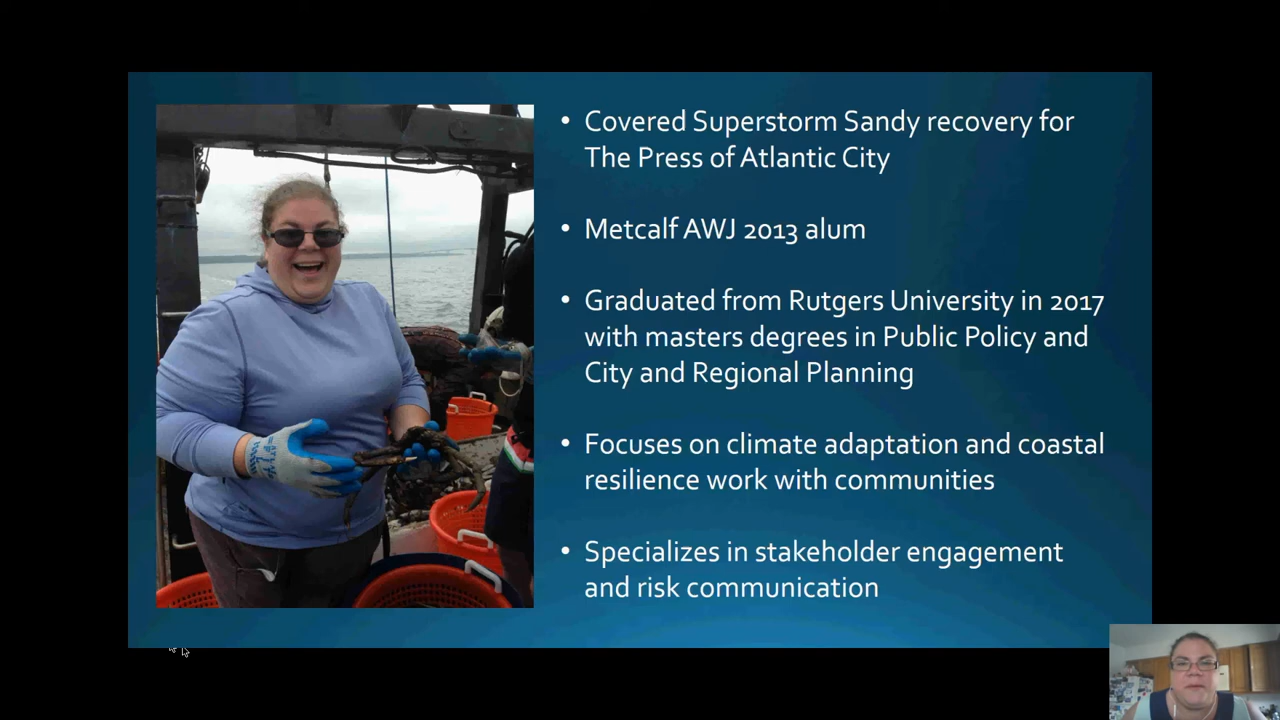 • Covered Superstorm Sandy recovery for
The Press of Atlantic City
• Metcalf AWJ 2013 alum
• Graduated from Rutgers University in 2017
with masters degrees in Public Policy and
City and Regional Planning
• Focuses on climate adaptation and coastal
resilience work with communities
• Specializes in stakeholder engagement
and risk communication